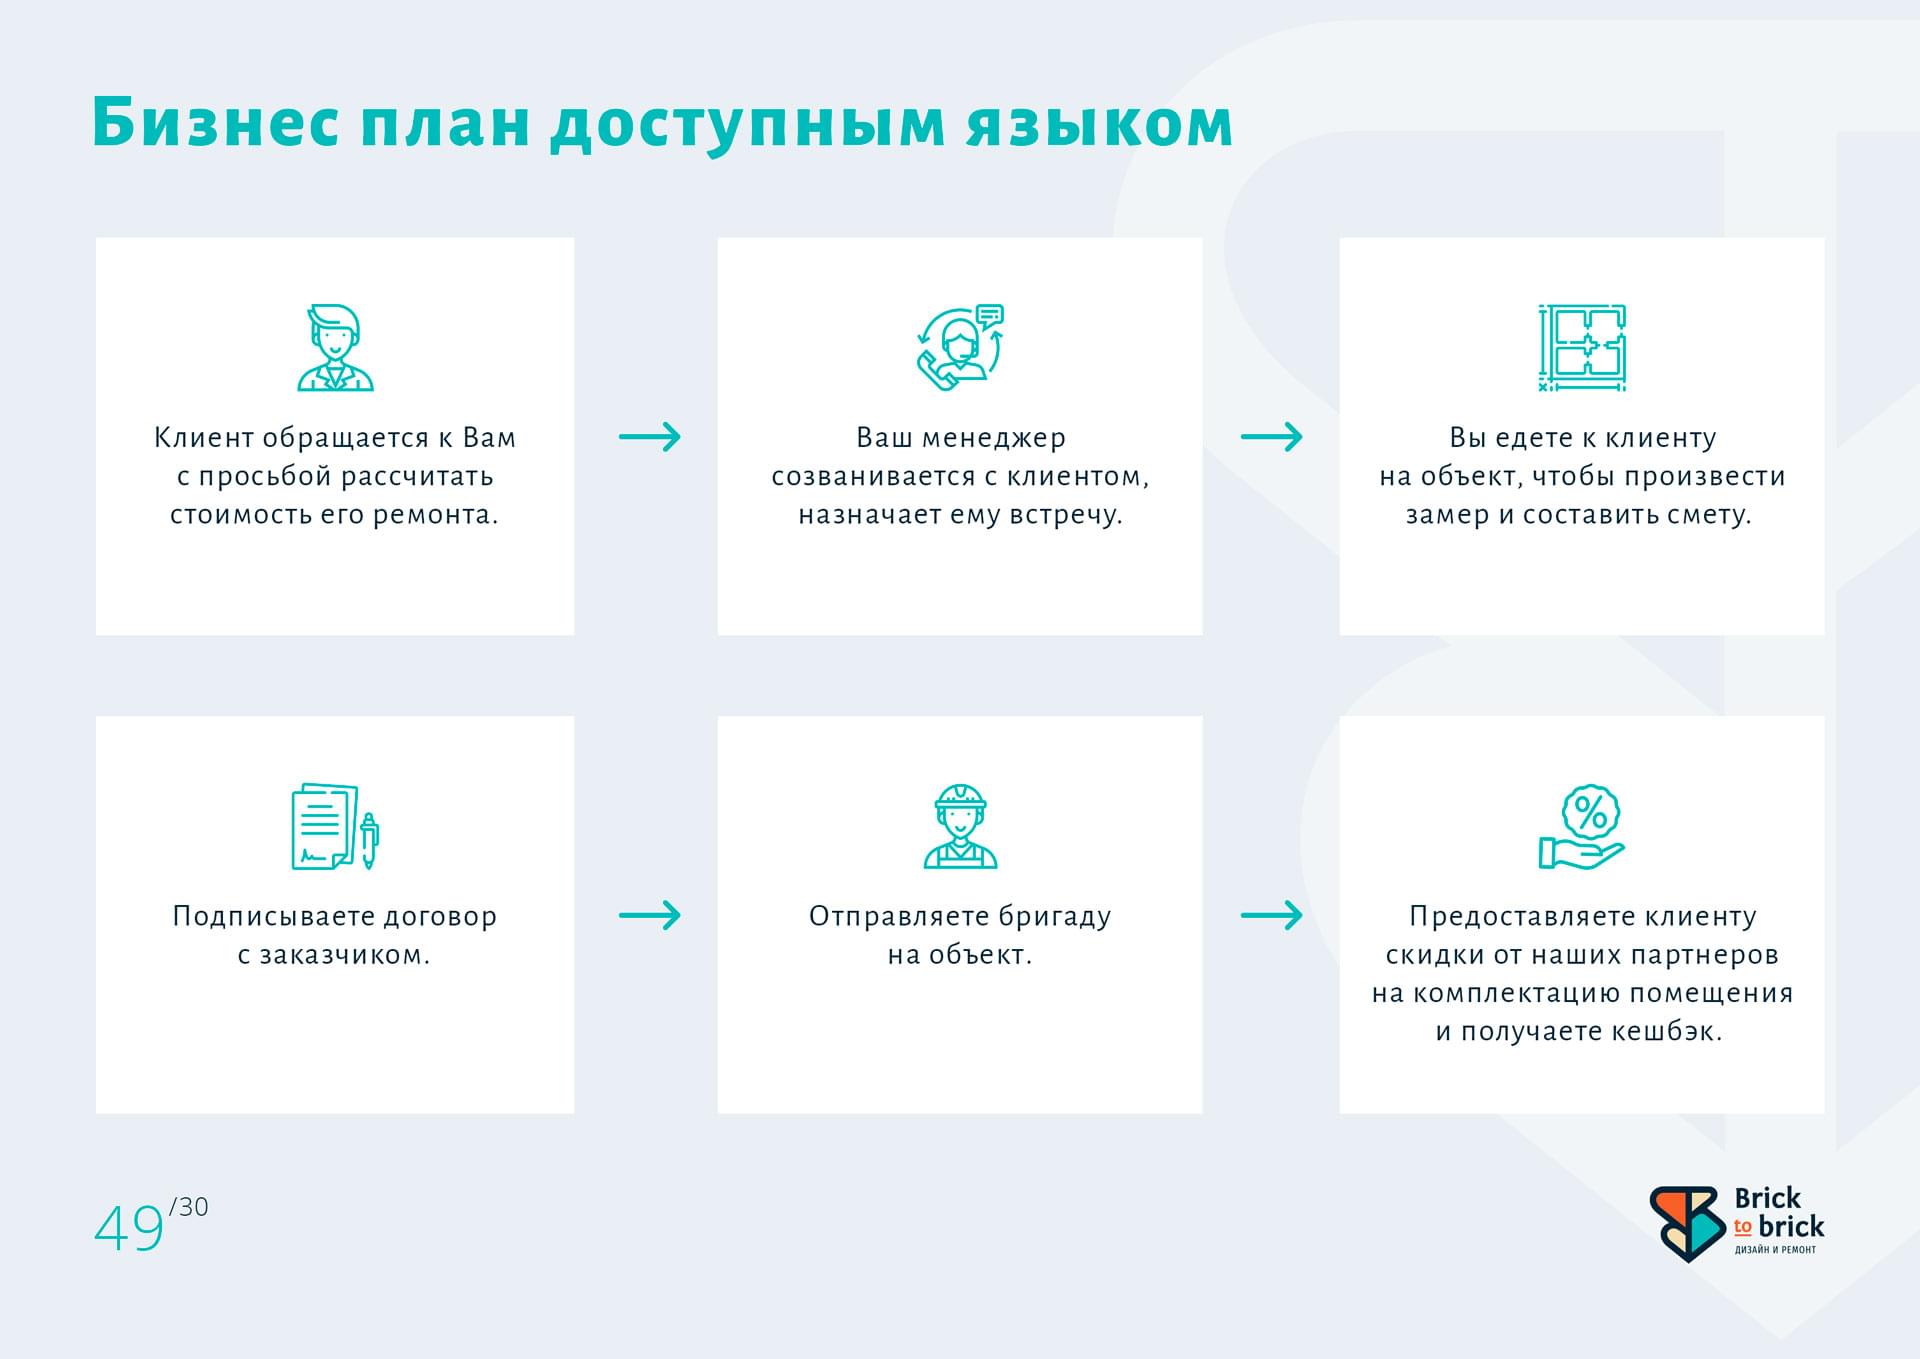 Бизнес план доступным языком
Клиент обращается к Вам
с просьбой рассчитать
стоимость его ремонта.
Ваш менеджер
созванивается с клиентом,
назначает ему встречу.
Вы едете к клиенту
на объект, чтобы произвести
замер и составить смету.
Подписываете договор
с заказчиком.
Отправляете бригаду
на объект.
Предоставляете клиенту
скидки от наших партнеров
на комплектацию помещения
и получаете кешбэк.
49/30
Brick
to brick
ДИЗАЙН И РЕМОНТ